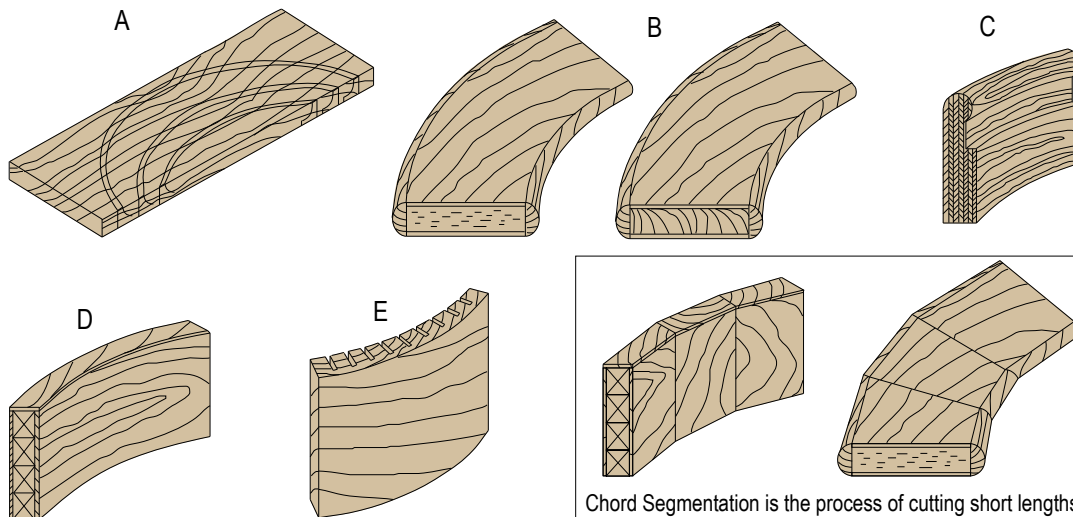 A
B
C
D
E
Chord Segmentation is the process of cutting short lengths